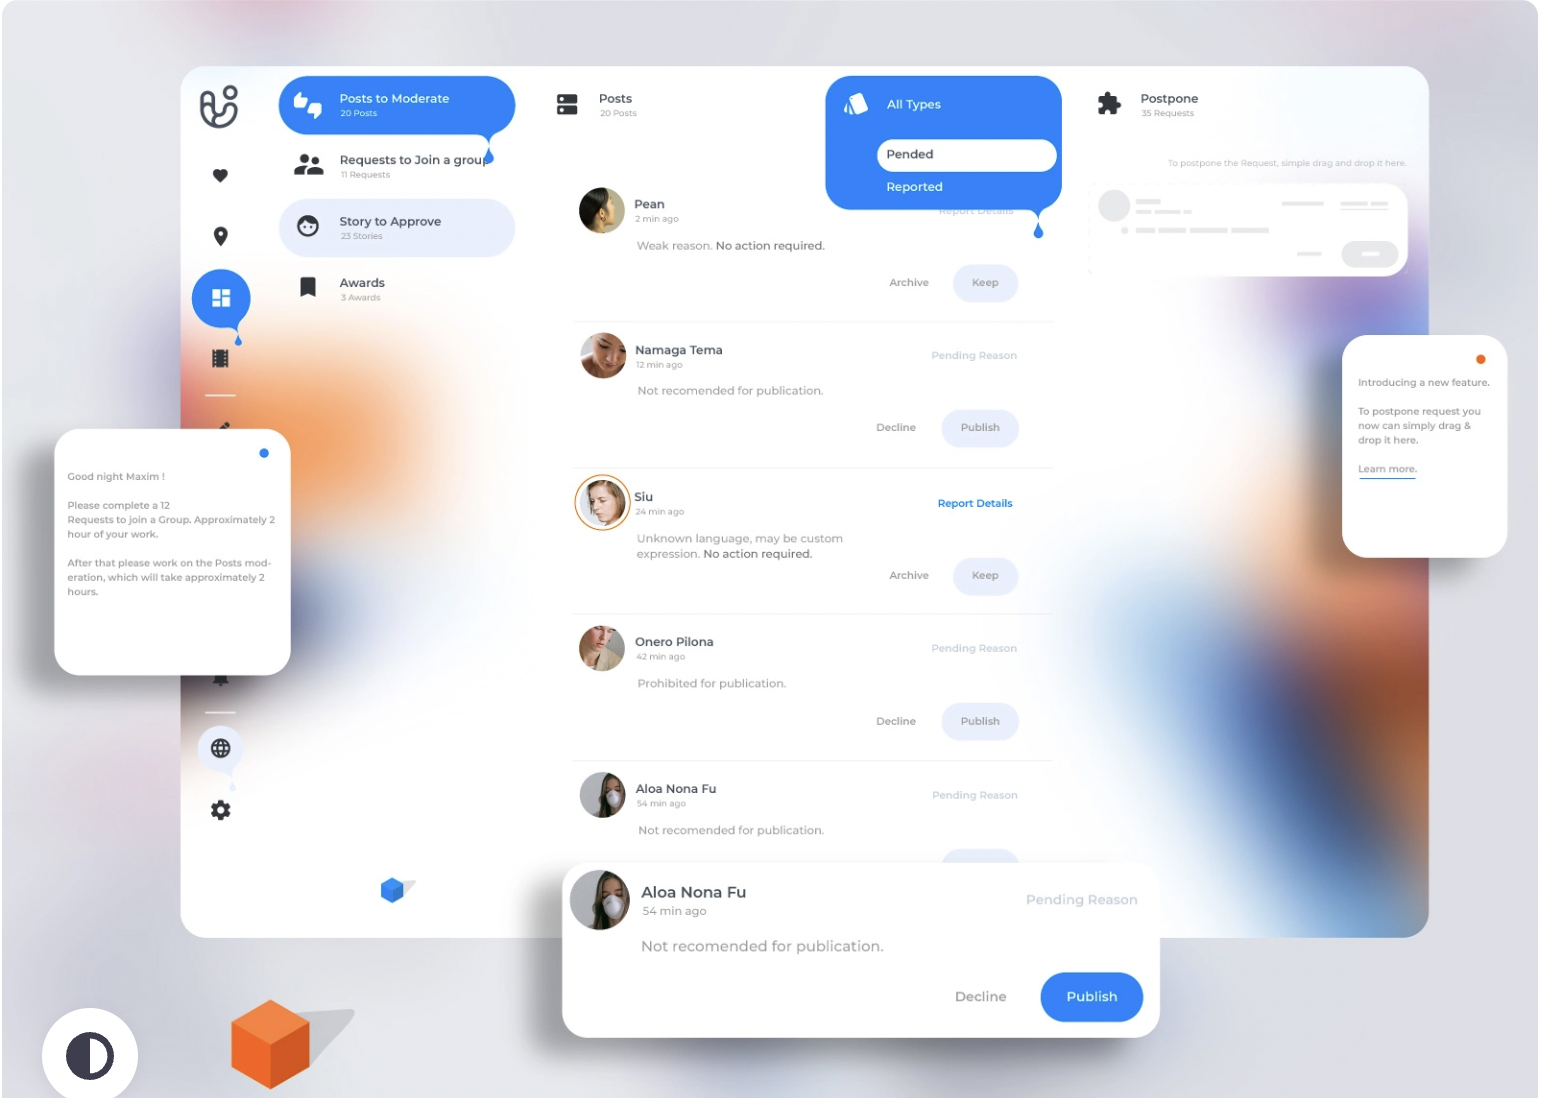 Posts to Moderate
20 Posts
Requests to Join a group
11 Requests
Story to Approve
23 Stories
Awards
3 Awards
Posts
20 Posts
All Types
Pended
Reported
Postpone
35 Requests
To postpone the Request, simple drag and drop it here.
Pean
2 min ago
Report Details
Weak reason. No action required.
Archive
Keep
Namaga Tema
12 min ago
Pending Reason
Not recomended for publication.
Decline
Publish
Siu
24 min ago
Report Details
Unknown language, may be custom
expression. No action required.
Archive
Keep
Onero Pilona
42 min ago
Pending Reason
Prohibited for publication.
Decline
Publish
Aloa Nona Fu
54 min ago
Pending Reason
Not recomended for publication.
Aloa Nona Fu
54 min ago
Pending Reason
Not recomended for publication.
Decline
Publish
Good night Maxim !
Please complete a 12
Requests to join a Group. Approximately 2
hour of your work.
After that please work on the Posts mod-
eration, which will take approximately 2
hours.
Introducing a new feature.
To postpone request you
now can simply drag &
drop it here.
Learn more.